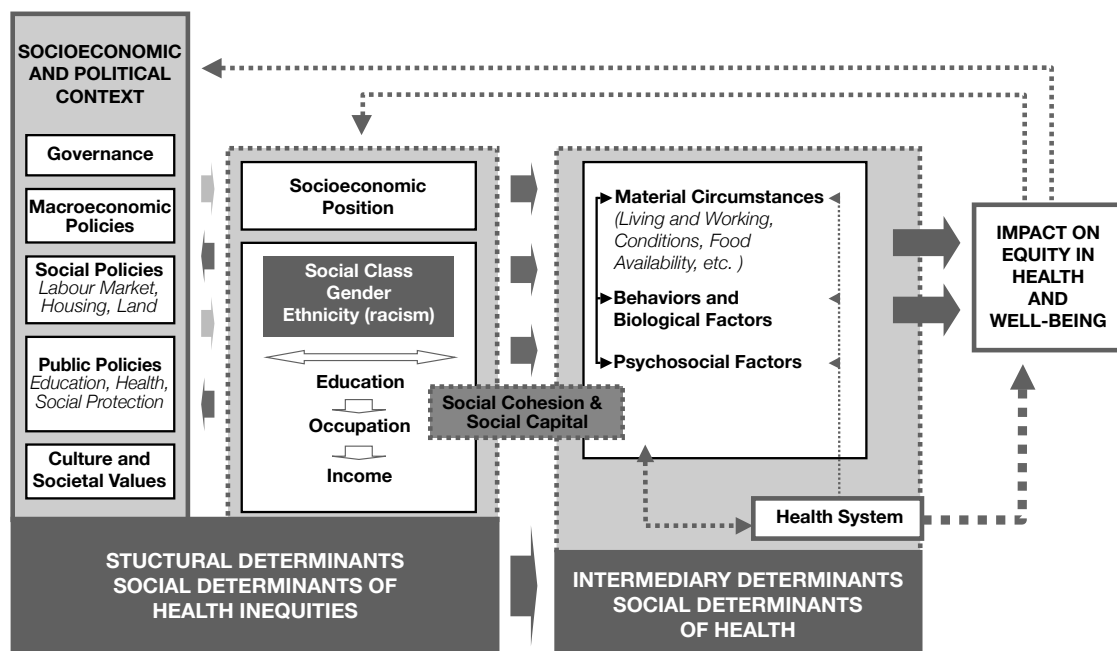 SOCIOECONOMIC
AND POLITICAL
CONTEXT
Governance
Macroeconomic
Policies
Social Policies
Labour Market,
Housing, Land
Public Policies
Education, Health,
Social Protection
Culture and
Societal Values
Socioeconomic
Position
Social Class
Gender
Ethnicity (racism)
Education
Occupation
Income
Social Cohesion &
Social Capital
Material Circumstances
(Living and Working,
Conditions, Food
Availability, etc. )
Behaviors and
Biological Factors
Psychosocial Factors
Health System
IMPACT ON
EQUITY IN
HEALTH
AND
WELL-BEING
STUCTURAL DETERMINANTS
SOCIAL DETERMINANTS OF
HEALTH INEQUITIES
INTERMEDIARY DETERMINANTS
SOCIAL DETERMINANTS
OF HEALTH